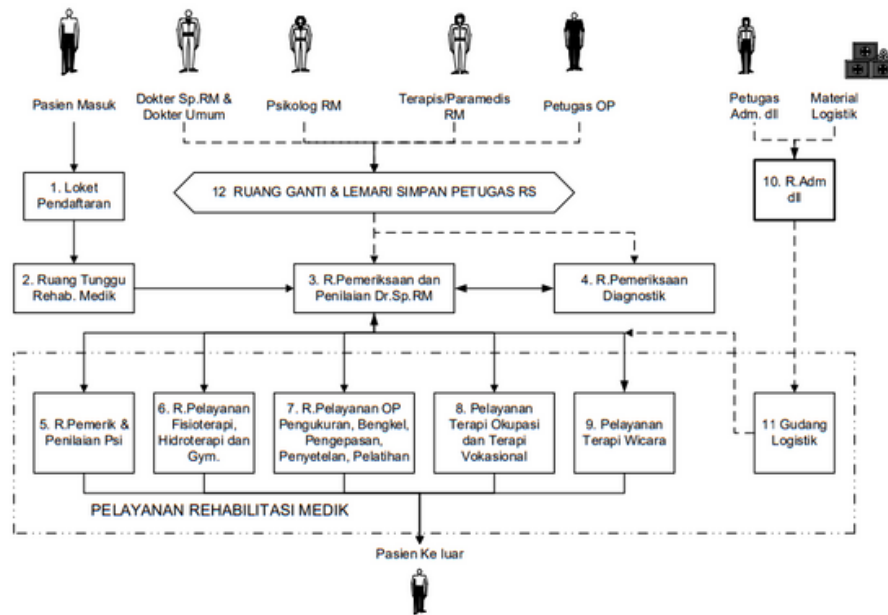 Pasien Masuk
Dokter Sp.RM &
Dokter Umum
Psikolog RM
Terapis/Paramedis
RM
Petugas OP
Petugas
Adm. dll
Material
Logistik
1. Loket
Pendaftaran
12 RUANG GANTI & LEMARI SIMPAN PETUGAS RS
10. R.Adm
dll
2. Ruang Tunggu
Rehab. Medik
3. R.Pemeriksaan dan
Penilaian Dr.Sp.RM
4. R.Pemeriksaan
Diagnostik
5. R.Pemerik &
Penilaian Psi
6. R.Pelayanan
Fisioterapi,
Hidroterapi dan
Gym.
7. R.Pelayanan OP
Pengukuran, Bengkel,
Pengepasan,
Penyetelan, Pelatihan
8. Pelayanan
Terapi Okupasi
dan Terapi
Vokasional
9. Pelayanan
Terapi Wicara
11 Gudang
Logistik
PELAYANAN REHABILITASI MEDIK
Pasien Ke luar